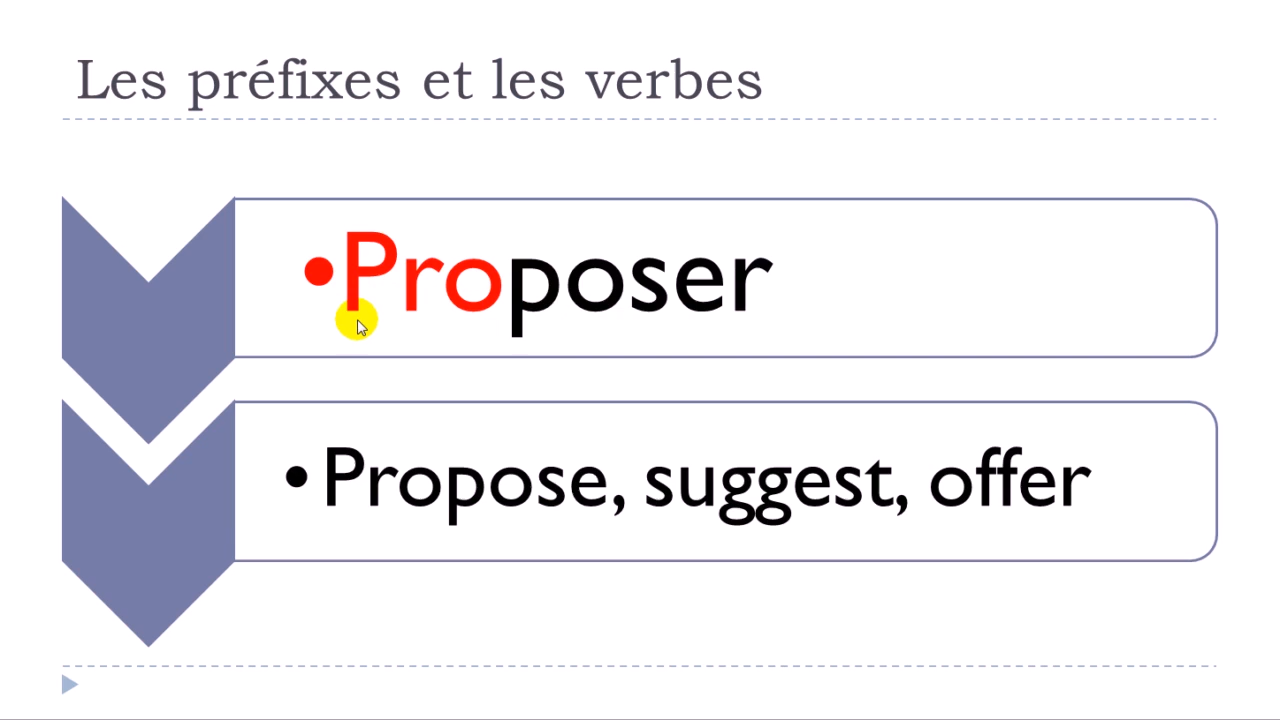 Les préfixes et les verbes
•Proposer
•Propose, suggest, offer